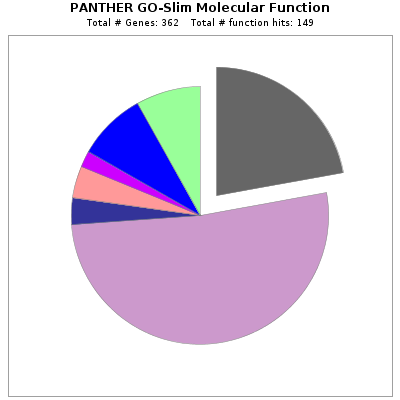 PANTHER GO-Slim Molecular Function
Total # Genes: 362 Total # function hits: 149